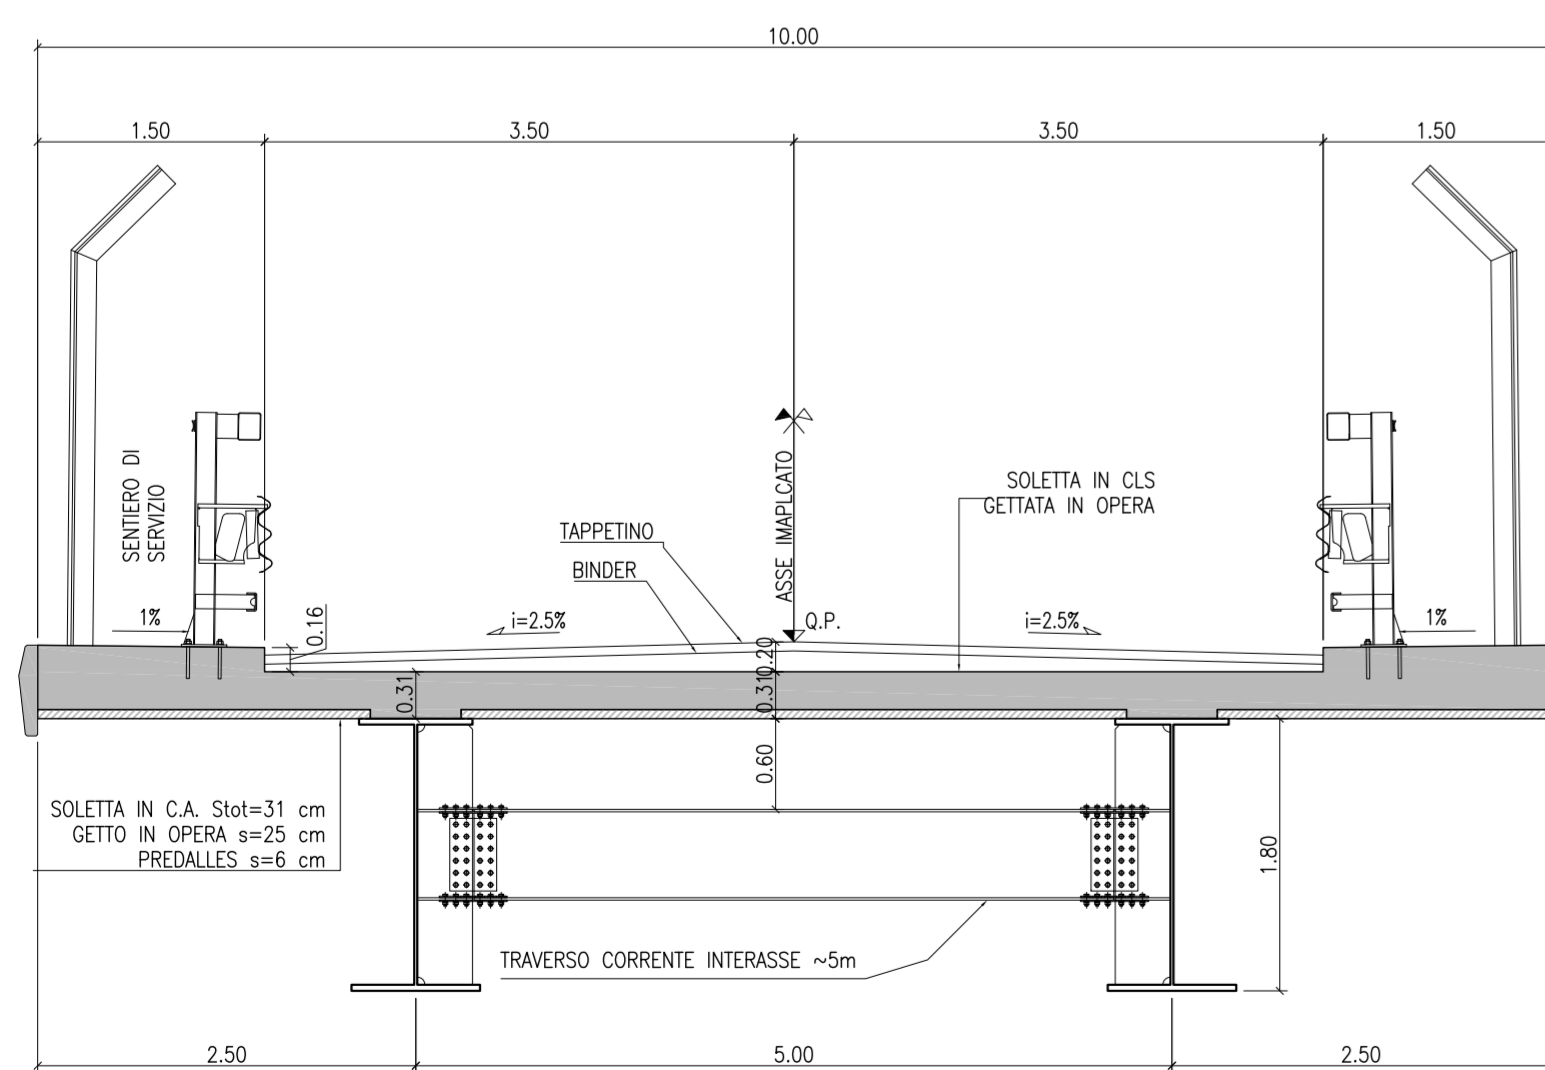 10.00
1.50
3.50
3.50
1.50
SENTIERO DI
SERVIZIO
ASSE IMAPLCATO
SOLETTA IN CLS
GETTATA IN OPERA
TAPPETINO
BINDER
1%
0.16
i=2.5%
Q.P.
i=2.5%
1%
0.20
0.31
0.31
0.60
SOLETTA IN C.A. Stot=31 cm
GETTO IN OPERA s=25 cm
PREDALLES s=6 cm
1.80
TRAVERSO CORRENTE INTERASSE ~5m
2.50
5.00
2.50